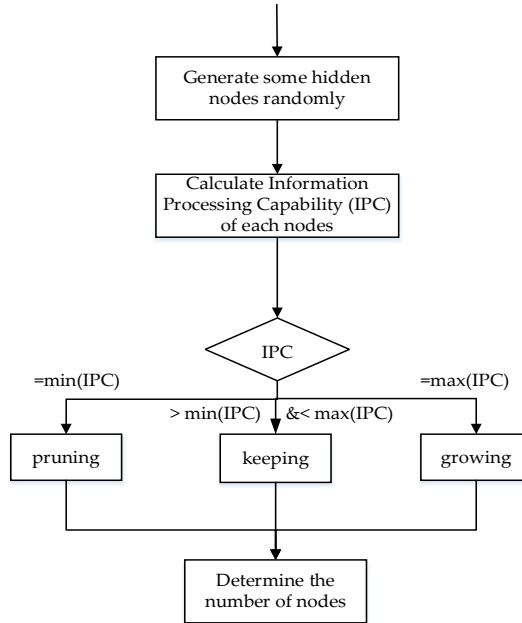 Generate some hidden
nodes randomly
Calculate Information
Processing Capability (IPC)
of each nodes
IPC
=min(IPC)
=max(IPC)
> min(IPC) &< max(IPC)
pruning
keeping
growing
Determine the
number of nodes